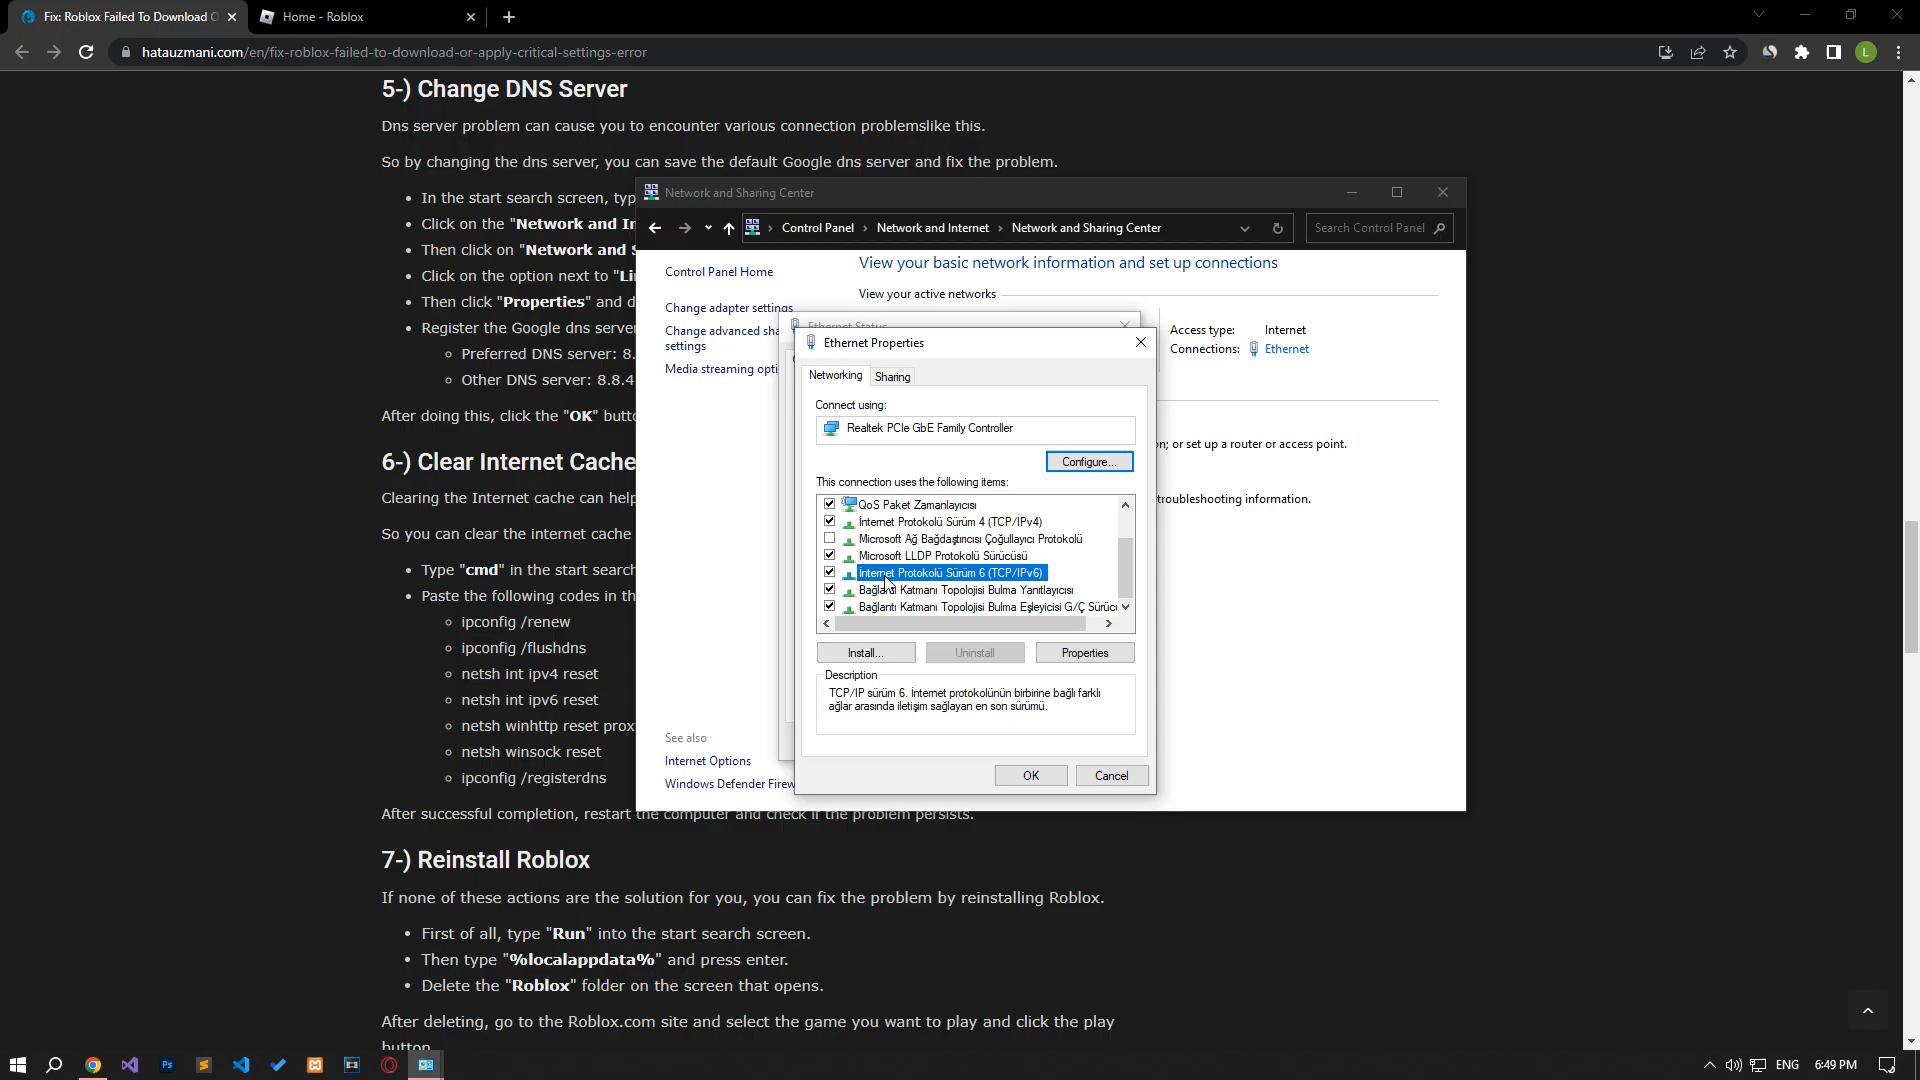 Fix: Roblox Failed To Download O
Home - Roblox
hatauzmani.com/en/fix-roblox-failed-to-download-or-apply-critical-settings-error
L
5-) Change DNS Server
Dns server problem can cause you to encounter various connection problemslike this.
So by changing the dns server, you can save the default Google dns server and fix the problem.
In the start search screen, typ
Click on the "Network and In
Then click on "Network and S
Click on the option next to "Li
Then click "Properties" and d
Register the Google dns serve
Preferred DNS server: 8.
Other DNS server: 8.8.4
After doing this, click the "OK" butto
6-) Clear Internet Cache
Clearing the Internet cache can help
So you can clear the internet cache
Type "cmd" in the start search
Paste the following codes in th
ipconfig /renew
ipconfig /flushdns
netsh int ipv4 reset
netsh int ipv6 reset
netsh winhttp reset prox
netsh winsock reset
ipconfig /registerdns
After successful completion, restart the computer and check if the problem persists.
7-) Reinstall Roblox
If none of these actions are the solution for you, you can fix the problem by reinstalling Roblox.
First of all, type "Run" into the start search screen.
Then type "%localappdata%" and press enter.
Delete the "Roblox" folder on the screen that opens.
After deleting, go to the Roblox.com site and select the game you want to play and click the play
button
Network and Sharing Center
Control Panel
Network and Internet
Network and Sharing Center
Search Control Panel
Control Panel Home
Change adapter settings
Change advanced sha
settings
Media streaming opti
See also
Internet Options
Windows Defender Firew
View your basic network information and set up connections
View your active networks
Access type: Internet
Connections: Ethernet
on; or set up a router or access point.
troubleshooting information.
Ethernet Status
Ethernet Properties
Networking
Sharing
Connect using:
Realtek PCIe GbE Family Controller
Configure...
This connection uses the following items:
QoS Paket Zamanlayıcısı
İnternet Protokolü Sürüm 4 (TCP/IPv4)
Microsoft Ağ Bağdaştırıcısı Çoğullayıcı Protokolü
Microsoft LLDP Protokolü Sürücüsü
İnternet Protokolü Sürüm 6 (TCP/IPv6)
Bağlantı Katmanı Topolojisi Bulma Yanıtlayıcısı
Bağlantı Katmanı Topolojisi Bulma Eşleyicisi G/Ç Sürücü
Install...
Uninstall
Properties
Description
TCP/IP sürüm 6. İnternet protokolünün birbirine bağlı farklı
ağlar arasında iletişim sağlayan en son sürümü.
OK
Cancel
Ps
ENG
6:49 PM